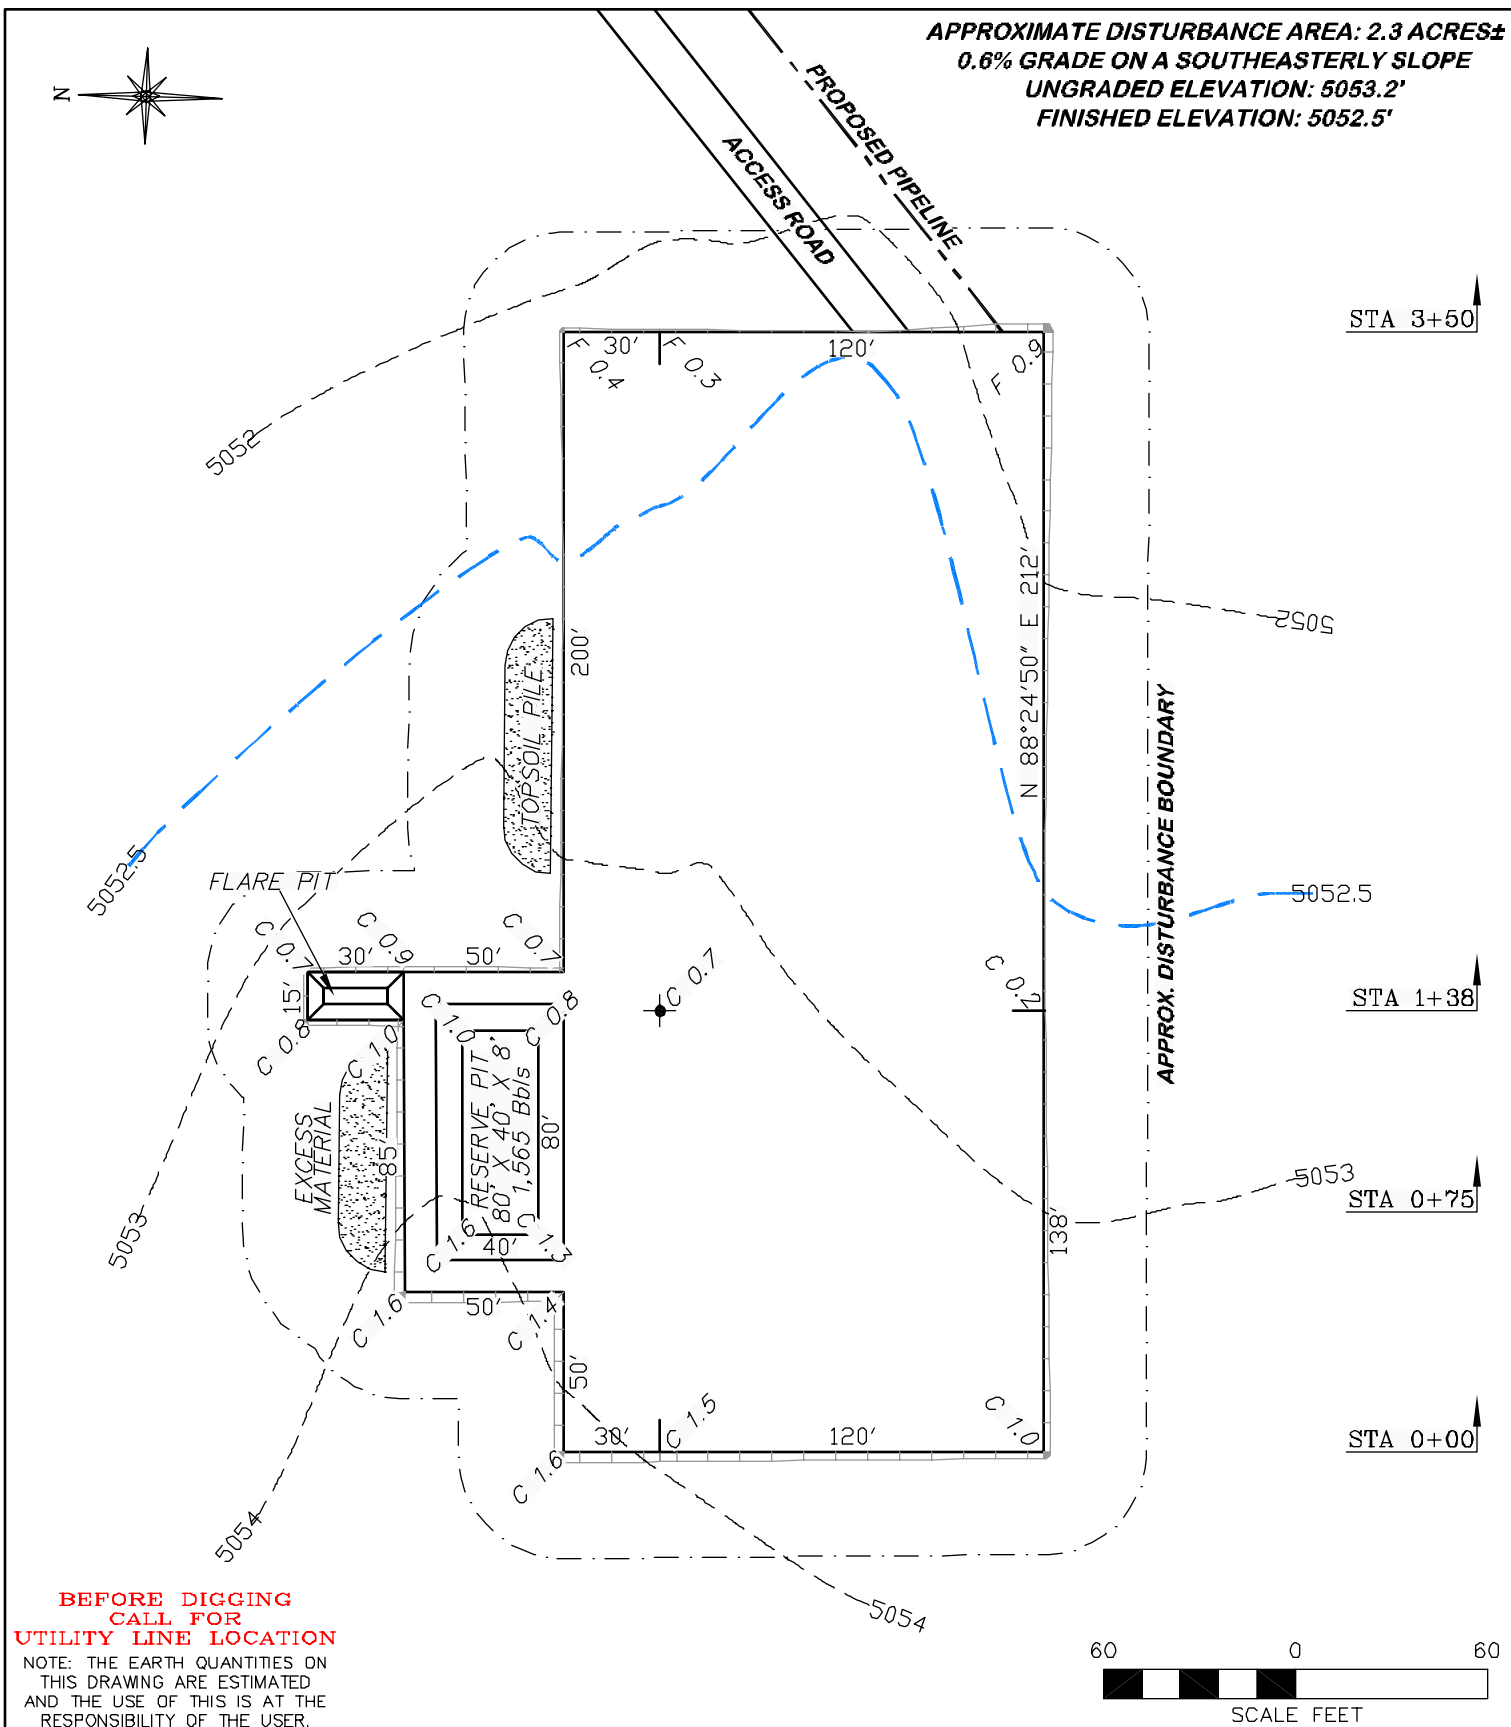 APPROXIMATE DISTURBANCE AREA: 2.3 ACRES±
0.6% GRADE ON A SOUTHEASTERLY SLOPE
UNGRADED ELEVATION: 5053.2'
FINISHED ELEVATION: 5052.5'
N
PROPOSED PIPELINE
ACCESS ROAD
STA 3+50
30'
120'
F 0.4
F 0.3
F 0.9
5052
5052
N 88°24'50" E 212'
200'
TOPSOIL PILE
APPROX. DISTURBANCE BOUNDARY
5052.5
5052.5
FLARE PIT
C 0.7
C 0.9
C 0.7
30'
50'
15'
C 0.7
C 0.2
STA 1+38
C 0.8
C 1.0
C 1.0
C 0.8
EXCESS
MATERIAL
85'
RESERVE PIT
80' X 40' X 8'
1,565 Bbls
80'
5053
5053
STA 0+75
138'
C 1.6
40'
C 1.3
C 1.6
50'
C 1.4
50'
30'
C 1.5
120'
C 1.0
STA 0+00
C 1.6
5054
5054
BEFORE DIGGING
CALL FOR
UTILITY LINE LOCATION
NOTE: THE EARTH QUANTITIES ON
THIS DRAWING ARE ESTIMATED
AND THE USE OF THIS IS AT THE
RESPONSIBILITY OF THE USER.
60 0 60
SCALE FEET